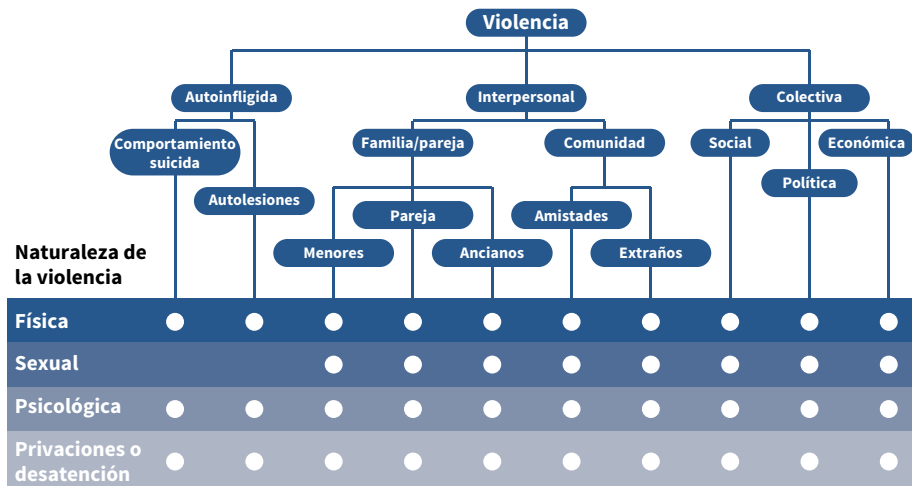 Violencia
Autoinfligida
Interpersonal
Colectiva
Comportamiento
suicida
Familia/pareja
Comunidad
Social
Económica
Política
Autolesiones
Pareja
Amistades
Menores
Ancianos
Extraños
Naturaleza de
la violencia
Física
Sexual
Psicológica
Privaciones o
desatención